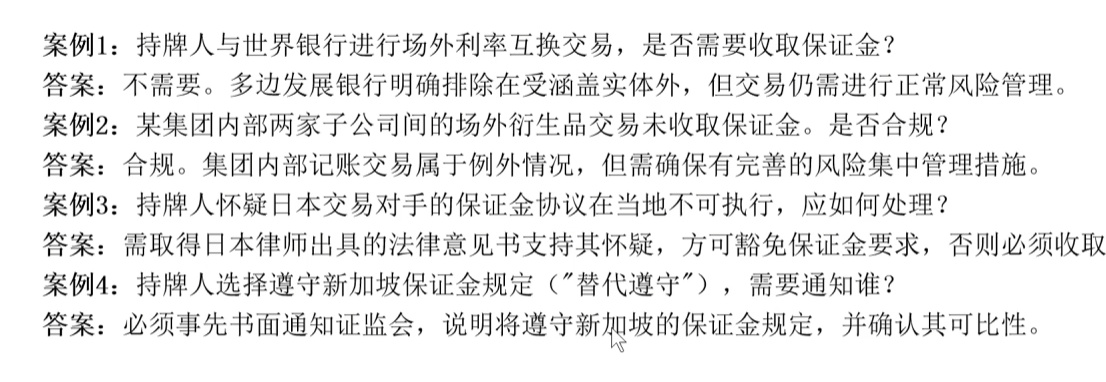 案例1：持牌人与世界银行进行场外利率互换交易，是否需要收取保证金？
答案：不需要。多边发展银行明确排除在受涵盖实体外，但交易仍需进行正常风险管理。
案例2：某集团内部两家子公司间的场外衍生品交易未收取保证金。是否合规？
答案：合规。集团内部记账交易属于例外情况，但需确保有完善的风险集中管理措施。
案例3：持牌人怀疑日本交易对手的保证金协议在当地不可执行，应如何处理？
答案：需取得日本律师出具的法律意见书支持其怀疑，方可豁免保证金要求，否则必须收取
案例4：持牌人选择遵守新加坡保证金规定（"替代遵守"），需要通知谁？
答案：必须事先书面通知证监会，说明将遵守新加坡的保证金规定，并确认其可比性。